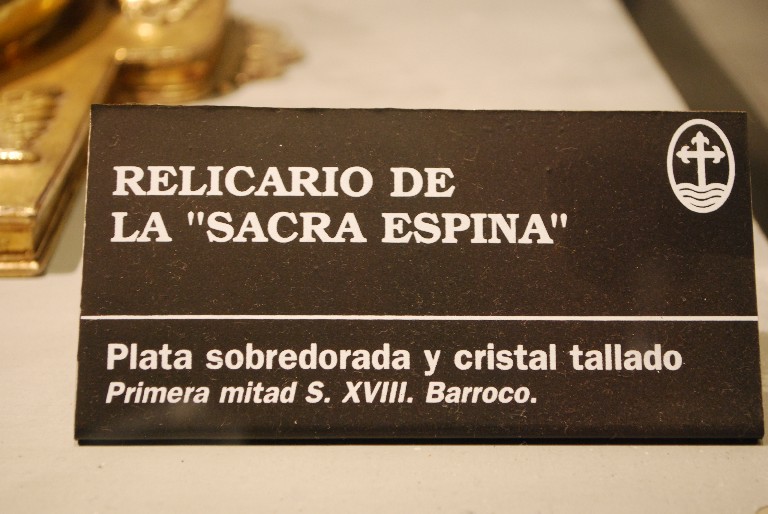 RELICARIO DE
LA "SACRA ESPINA"
Plata sobredorada y cristal tallado
Primera mitad S. XVIII. Barroco.